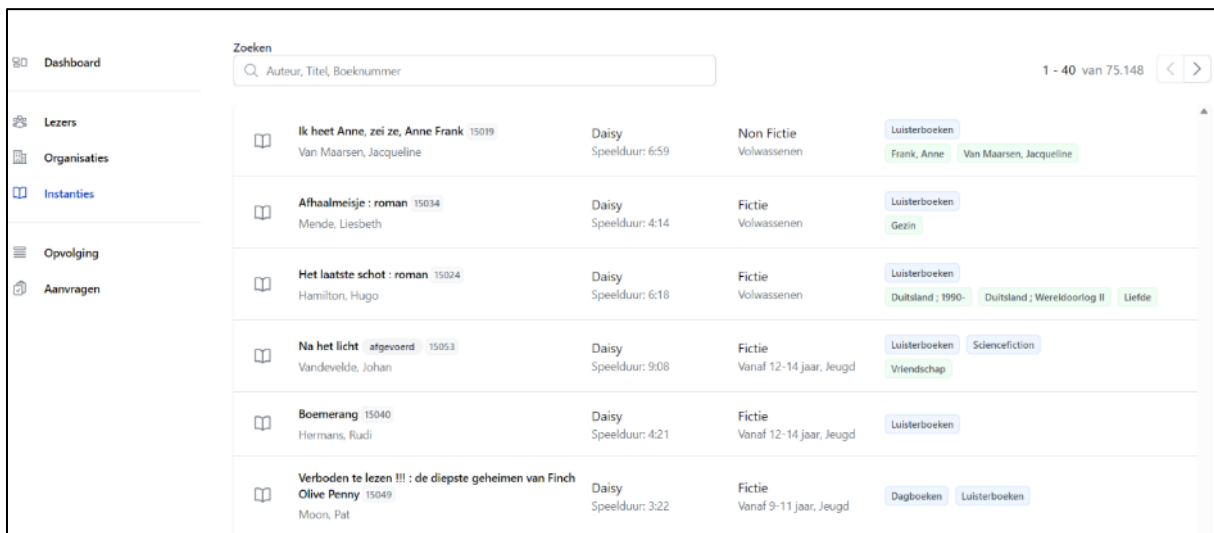 Dashboard
Lezers
Organisaties
Instanties
Opvolging
Aanvragen
Zoeken
Auteur, Titel, Boeknummer
1 - 40 van 75.148
Ik heet Anne, zei ze, Anne Frank 15019
Van Maarsen, Jacqueline
Daisy
Speelduur: 6:59
Non Fictie
Volwassenen
Luisterboeken
Frank, Anne Van Maarsen, Jacqueline
Afhaalmeisje : roman 15034
Mende, Liesbeth
Daisy
Speelduur: 4:14
Fictie
Volwassenen
Luisterboeken
Gezin
Het laatste schot : roman 15024
Hamilton, Hugo
Daisy
Speelduur: 6:18
Fictie
Volwassenen
Luisterboeken
Duitsland ; 1990- Duitsland ; Wereldoorlog II Liefde
Na het licht afgevoerd 15053
Vandevelde, Johan
Daisy
Speelduur: 9:08
Fictie
Vanaf 12-14 jaar, Jeugd
Luisterboeken Sciencefiction
Vriendschap
Boemerang 15040
Hermans, Rudi
Daisy
Speelduur: 4:21
Fictie
Vanaf 12-14 jaar, Jeugd
Luisterboeken
Verboden te lezen !!! : de diepste geheimen van Finch
Olive Penny 15049
Moon, Pat
Daisy
Speelduur: 3:22
Fictie
Vanaf 9-11 jaar, Jeugd
Dagboeken Luisterboeken